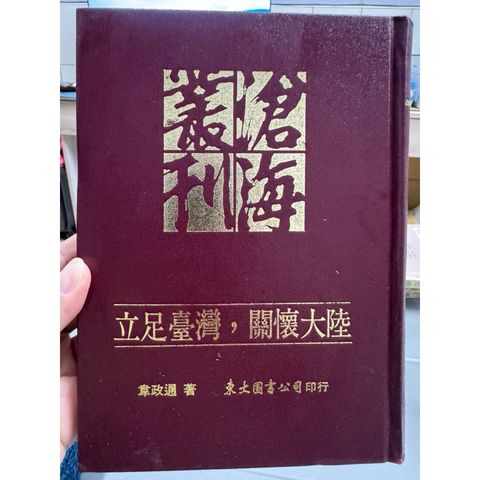 滄海叢刊
立足臺灣，關懷大陸
韋政通 著 東大圖書公司印行